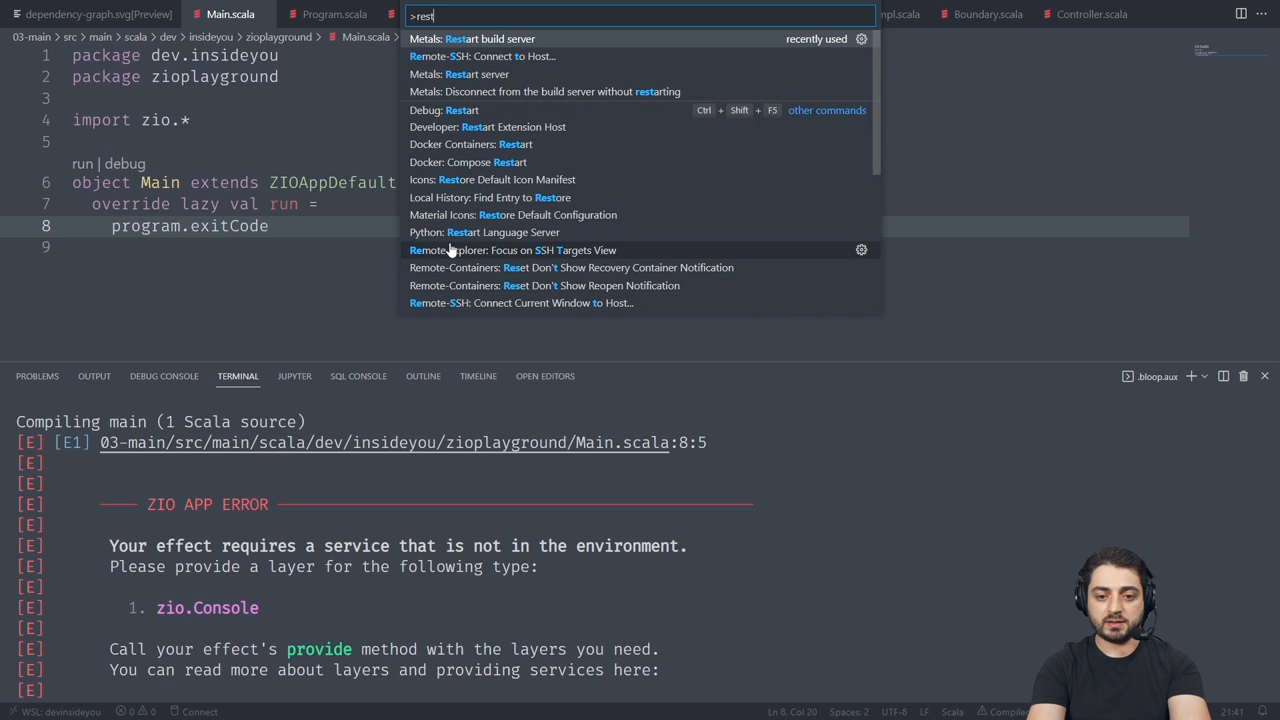 dependency-graph.svg[Preview]
Main.scala
Program.scala
pl.scala
Boundary.scala
Controller.scala
>rest
03-main > src > main > scala > dev > insideyou > zioplayground > Main.scala >
Metals: Restart build server
recently used
Remote-SSH: Connect to Host...
Metals: Restart server
Metals: Disconnect from the build server without restarting
Debug: Restart
Ctrl + Shift + F5
other commands
Developer: Restart Extension Host
Docker Containers: Restart
Docker: Compose Restart
Icons: Restore Default Icon Manifest
Local History: Find Entry to Restore
Material Icons: Restore Default Configuration
Python: Restart Language Server
Remote-Explorer: Focus on SSH Targets View
Remote-Containers: Reset Don't Show Recovery Container Notification
Remote-Containers: Reset Don't Show Reopen Notification
Remote-SSH: Connect Current Window to Host...
1 package dev.insideyou
2 package zioplayground
3
4 import zio.*
5
run | debug
6 object Main extends ZIOAppDefault
7 override lazy val run =
8 program.exitCode
9
PROBLEMS
OUTPUT
DEBUG CONSOLE
TERMINAL
JUPYTER
SQL CONSOLE
OUTLINE
TIMELINE
OPEN EDITORS
.bloop.aux
Compiling main (1 Scala source)
[E] [E1] 03-main/src/main/scala/dev/insideyou/zioplayground/Main.scala:8:5
[E]
[E]
[E] ZIO APP ERROR
[E]
[E] Your effect requires a service that is not in the environment.
[E] Please provide a layer for the following type:
[E]
[E] 1. zio.Console
[E]
[E] Call your effect's provide method with the layers you need.
[E] You can read more about layers and providing services here:
[E]
WSL: devinsideyou
0
0
Connect
Ln 8, Col 20
Spaces: 2
UTF-8
LF
Scala
Compile
21:41